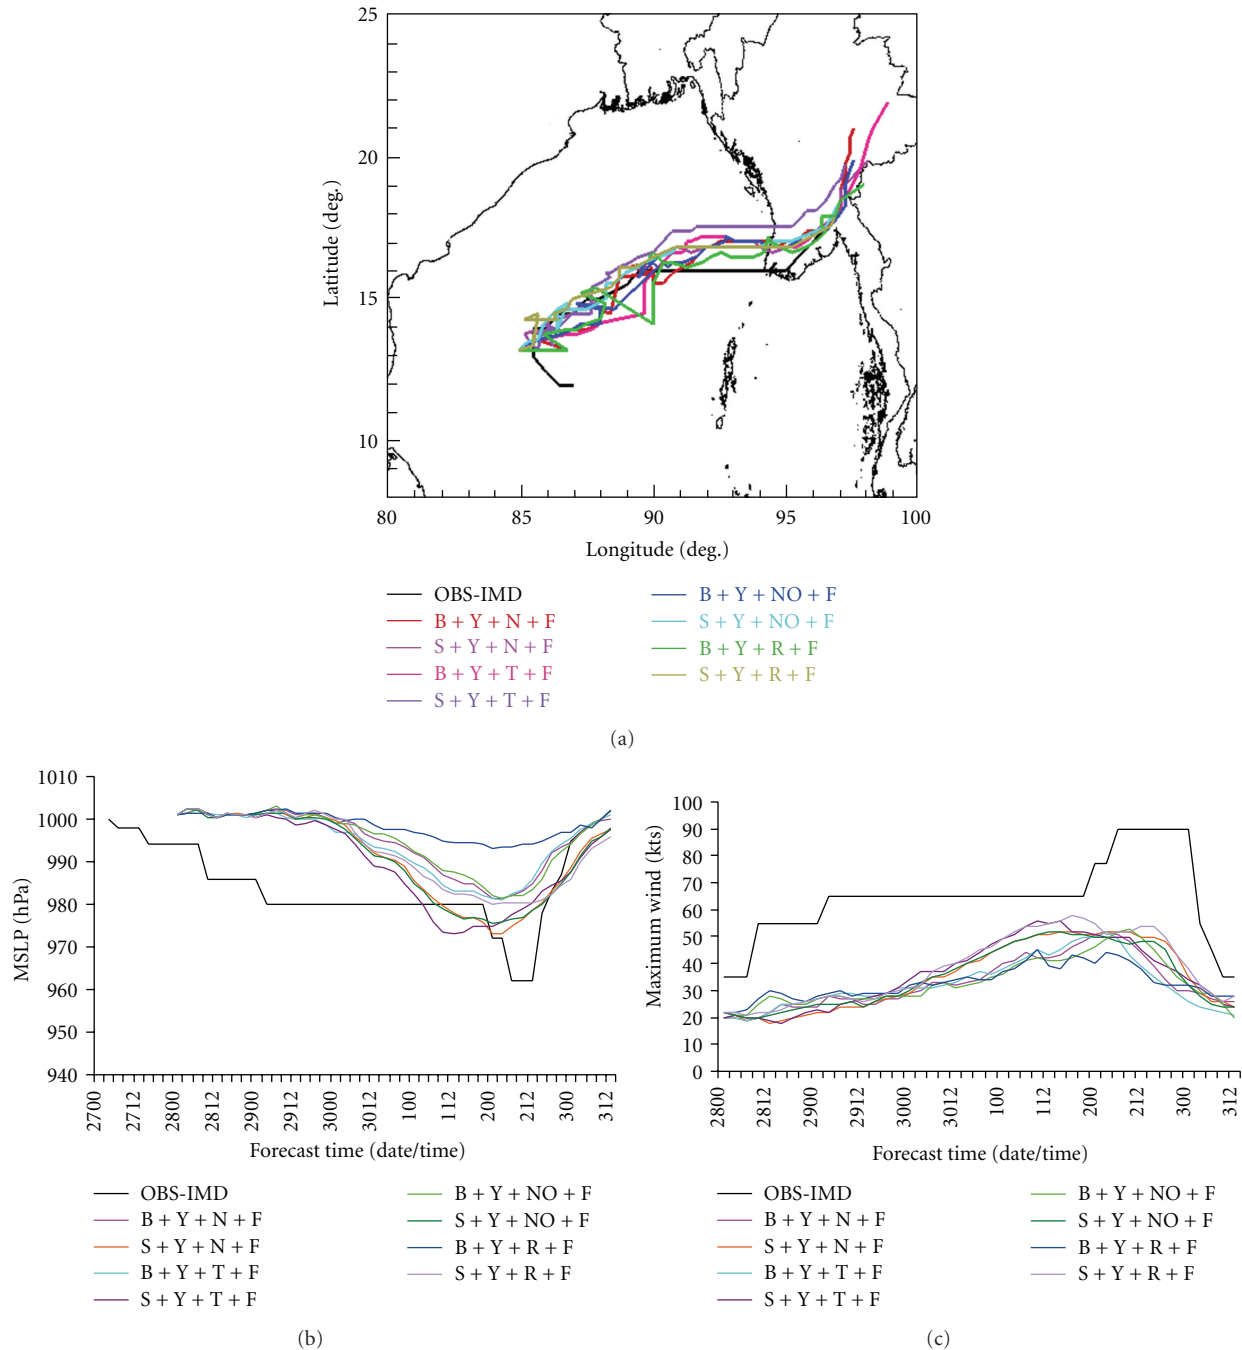 25
20
15
10
Latitude (deg.)
80 85 90 95 100
Longitude (deg.)
OBS-IMD
B + Y + N + F
S + Y + N + F
B + Y + T + F
S + Y + T + F
B + Y + NO + F
S + Y + NO + F
B + Y + R + F
S + Y + R + F
(a)
1010
1000
990
980
970
960
950
940
MSLP (hPa)
2700 2712 2800 2812 2900 2912 3000 3012 100 112 200 212 300 312
Forecast time (date/time)
OBS-IMD
B + Y + N + F
S + Y + N + F
B + Y + T + F
S + Y + T + F
B + Y + NO + F
S + Y + NO + F
B + Y + R + F
S + Y + R + F
(b)
100
90
80
70
60
50
40
30
20
10
0
Maximum wind (kts)
2800 2812 2900 2912 3000 3012 100 112 200 212 300 312
Forecast time (date/time)
OBS-IMD
B + Y + N + F
S + Y + N + F
B + Y + T + F
S + Y + T + F
B + Y + NO + F
S + Y + NO + F
B + Y + R + F
S + Y + R + F
(c)